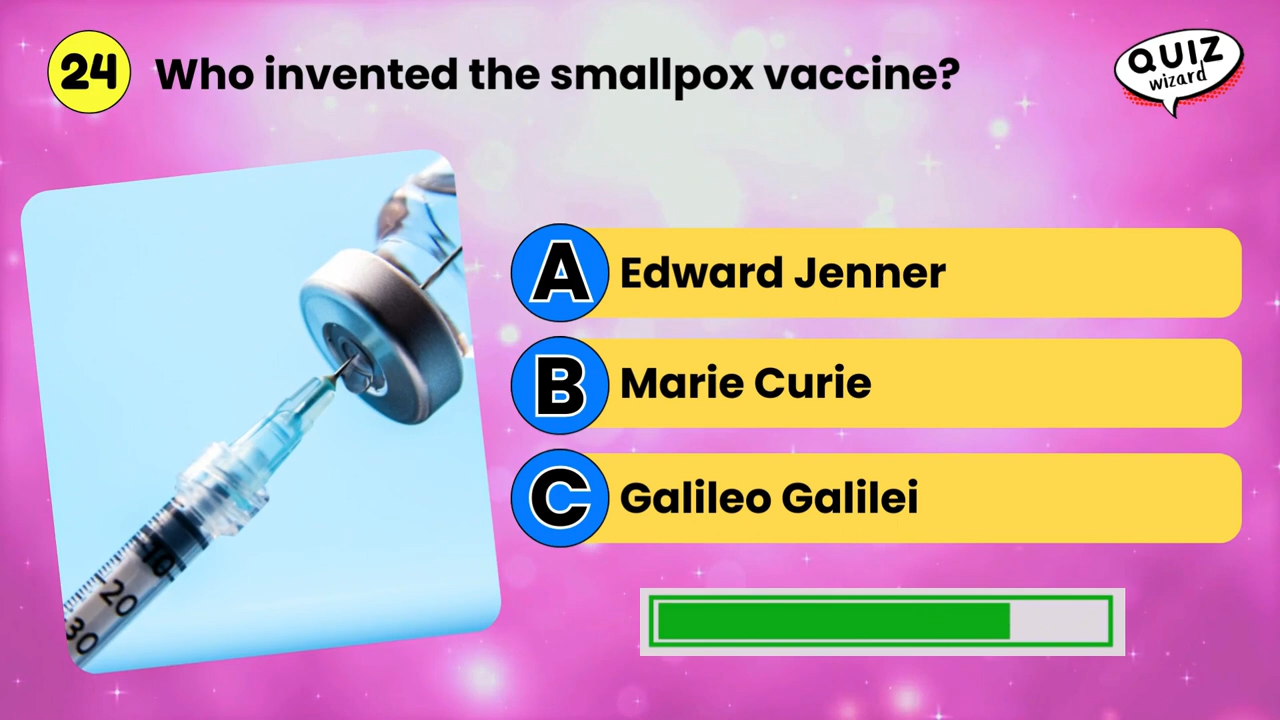 24
Who invented the smallpox vaccine?
QUIZ
wizard
A
Edward Jenner
B
Marie Curie
C
Galileo Galilei
10
20
30